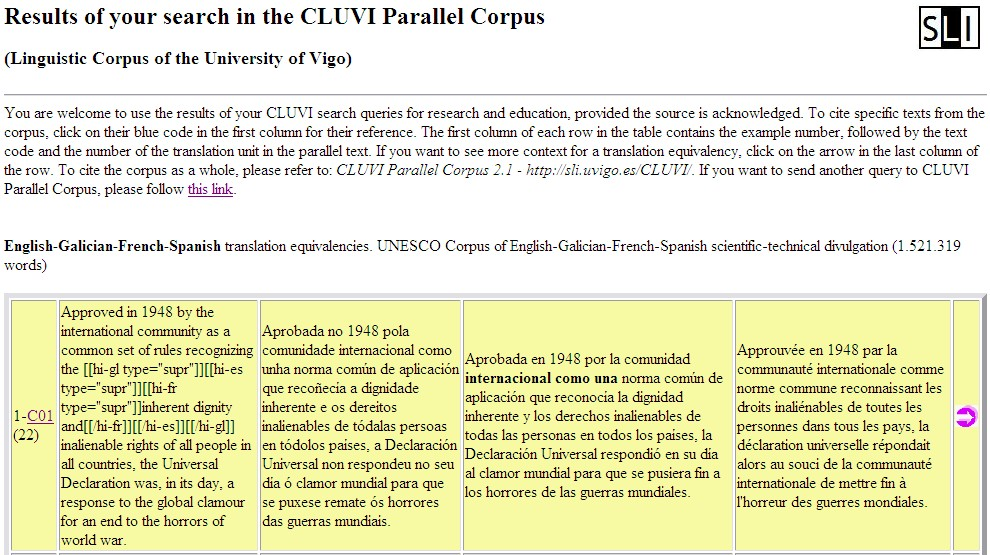 Results of your search in the CLUVI Parallel Corpus
SLI
(Linguistic Corpus of the University of Vigo)
You are welcome to use the results of your CLUVI search queries for research and education, provided the source is acknowledged. To cite specific texts from the
corpus, click on their blue code in the first column for their reference. The first column of each row in the table contains the example number, followed by the text
code and the number of the translation unit in the parallel text. If you want to see more context for a translation equivalency, click on the arrow in the last column of
the row. To cite the corpus as a whole, please refer to: CLUVI Parallel Corpus 2.1 - http://sli.uvigo.es/CLUVI/. If you want to send another query to CLUVI
Parallel Corpus, please follow this link.
English-Galician-French-Spanish translation equivalencies. UNESCO Corpus of English-Galician-French-Spanish scientific-technical divulgation (1.521.319
words)
1-C01
(22)
Approved in 1948 by the
international community as a
common set of rules recognizing
the [[hi-gl type="supr"]][[hi-es
type="supr"]][[hi-fr
type="supr"]]inherent dignity
and[[/hi-fr]][[/hi-es]][[/hi-gl]]
inalienable rights of all people in
all countries, the Universal
Declaration was, in its day, a
response to the global clamour
for an end to the horrors of
world war.
Aprobada no 1948 pola
comunidade internacional como
unha norma común de aplicación
que recoñecia a dignidade
inherente e os dereitos
inalienables de tódalas persoas
en tódolos paises, a Declaración
Universal non respondeu no seu
día ó clamor mundial para que
se puxese remate ós horrores
das guerras mundiais.
Aprobada en 1948 por la comunidad
internacional como una norma común de
aplicación que reconocia la dignidad
inherente y los derechos inalienables de
todas las personas en todos los paises, la
Declaración Universal respondió en su día
al clamor mundial para que se pusiera fin a
los horrores de las guerras mundiales.
Approuvée en 1948 par la
communauté internationale comme
norme commune reconnaissant les
droits inaliénables de toutes les
personnes dans tous les pays, la
déclaration universelle répondait
alors au souci de la communauté
internationale de mettre fin à
l'horreur des guerres mondiales.